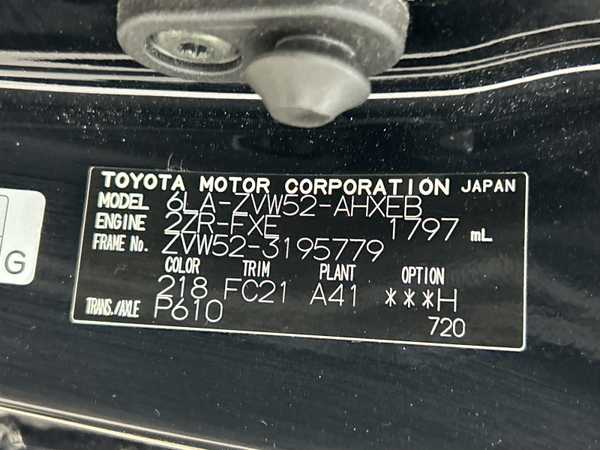 TOYOTA MOTOR CORPORATION JAPAN
MODEL 6LA-ZVW52-AHXEB
ENGINE 2ZR-FXE 1797 mL
FRAME No. ZVW52-3195779
COLOR TRIM PLANT OPTION
218 FC21 A41 ***H
TRANS./AXLE P610 720
G